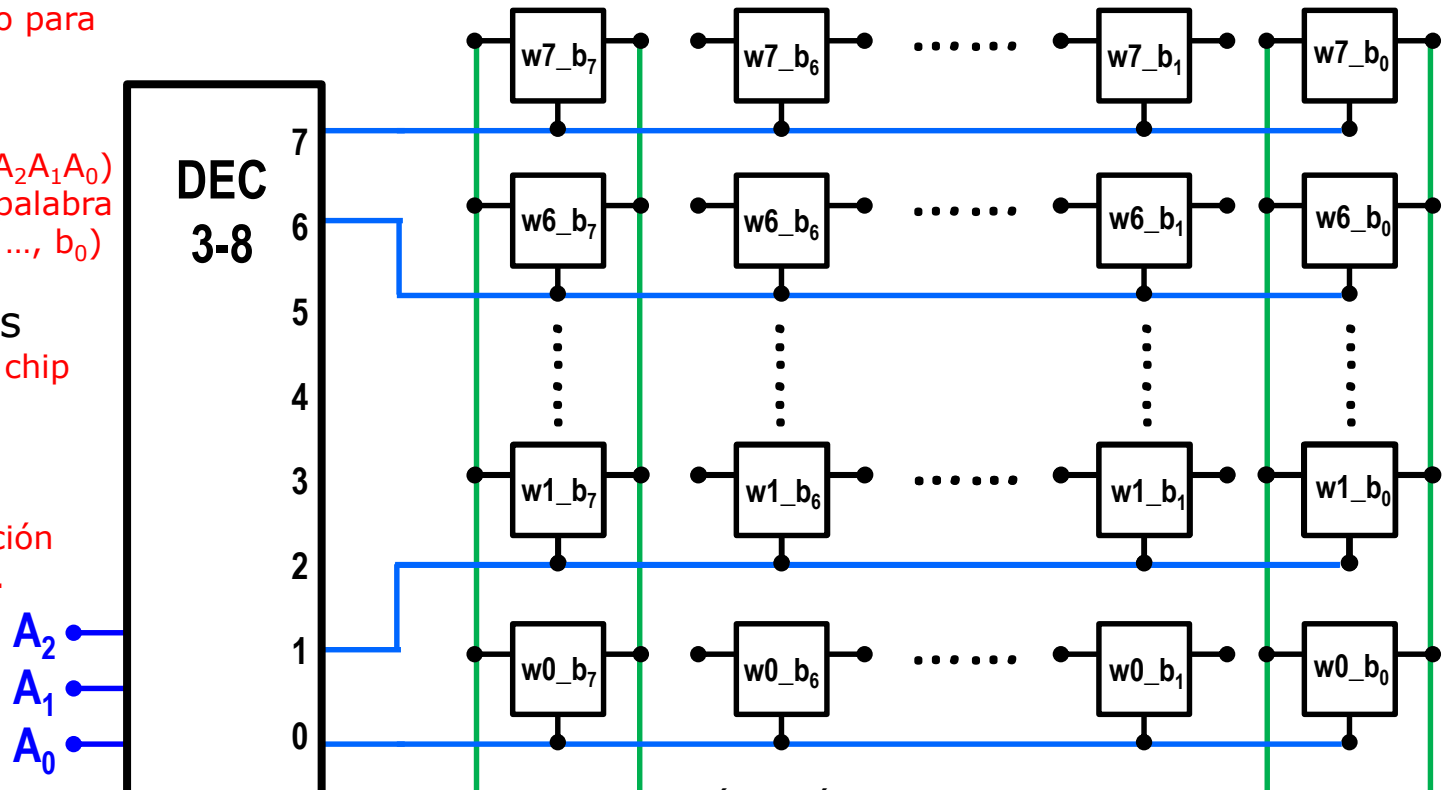 o para
A₂A₁A₀)
palabra
…, b₀)
s
chip
ción
.
A₂
A₁
A₀
DEC
3-8
7
6
5
4
3
2
1
0
w7_b₇ w7_b₆ ....... w7_b₁ w7_b₀
w6_b₇ w6_b₆ ....... w6_b₁ w6_b₀
w1_b₇ w1_b₆ ....... w1_b₁ w1_b₀
w0_b₇ w0_b₆ ....... w0_b₁ w0_b₀